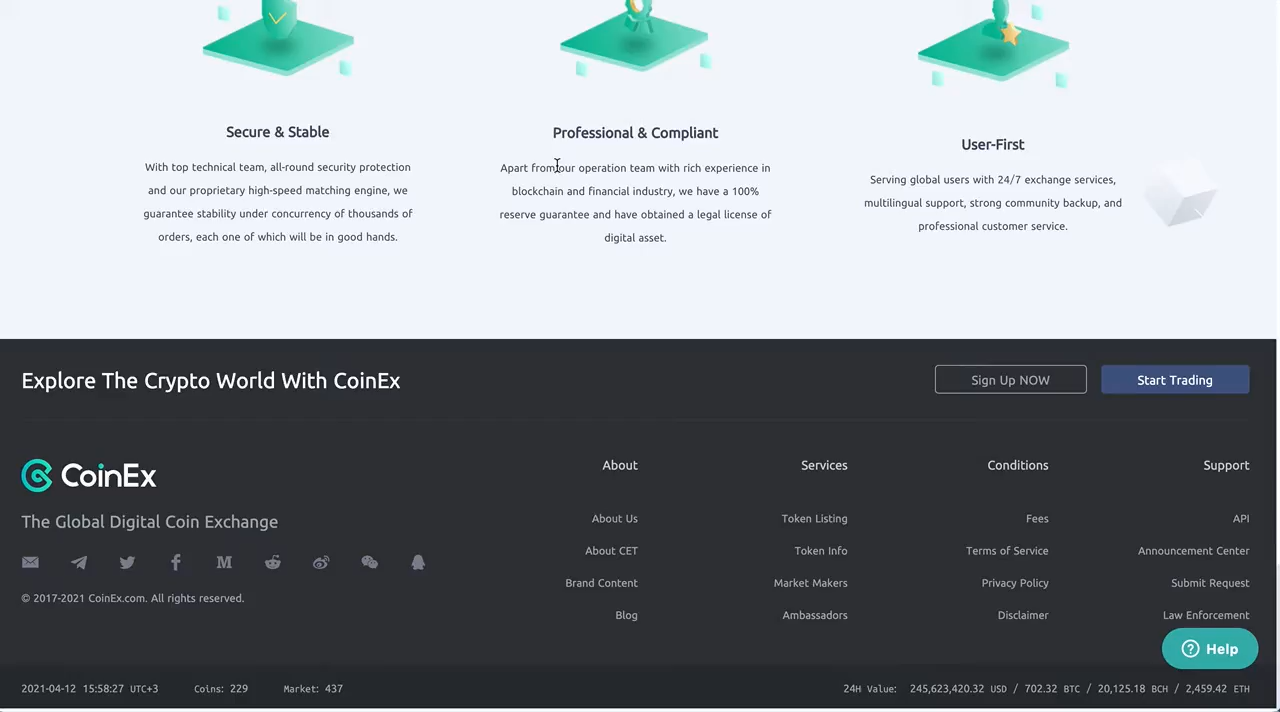 Secure & Stable
With top technical team, all-round security protection
and our proprietary high-speed matching engine, we
guarantee stability under concurrency of thousands of
orders, each one of which will be in good hands.
Professional & Compliant
Apart from our operation team with rich experience in
blockchain and financial industry, we have a 100%
reserve guarantee and have obtained a legal license of
digital asset.
User-First
Serving global users with 24/7 exchange services,
multilingual support, strong community backup, and
professional customer service.
Explore The Crypto World With CoinEx
Sign Up NOW
Start Trading
CoinEx
The Global Digital Coin Exchange
© 2017-2021 CoinEx.com. All rights reserved.
About
About Us
About CET
Brand Content
Blog
Services
Token Listing
Token Info
Market Makers
Ambassadors
Conditions
Fees
Terms of Service
Privacy Policy
Disclaimer
Support
API
Announcement Center
Submit Request
Law Enforcement
? Help
2021-04-12 15:58:27 UTC+3 Coins: 229 Market: 437
24H Value: 245,623,420.32 USD / 702.32 BTC / 20,125.18 BCH / 2,459.42 ETH